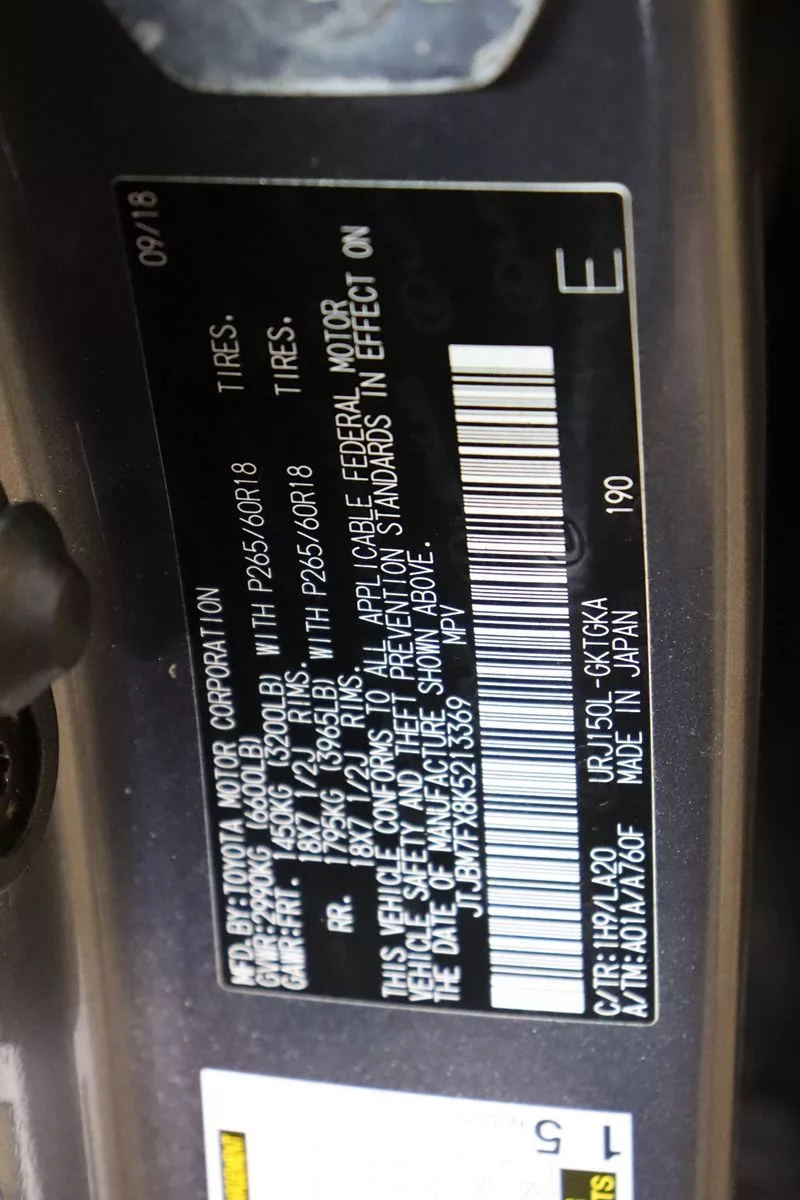 MFD.BY:TOYOTA MOTOR CORPORATION 09/18
GVWR:2990KG (6600LB)
GAWR:FRT. 1450KG (3200LB) WITH P265/60R18 TIRES.
18X7 1/2J RIMS.
RR. 1795KG (3965LB) WITH P265/60R18 TIRES.
18X7 1/2J RIMS.
THIS VEHICLE CONFORMS TO ALL APPLICABLE FEDERAL MOTOR
VEHICLE SAFETY AND THEFT PREVENTION STANDARDS IN EFFECT ON
THE DATE OF MANUFACTURE SHOWN ABOVE.
JTJBM7FX8K5213369 MPV
C/TR:1H9/LA20 URJ150L-GKTGKA
A/TM:A01A/A760F MADE IN JAPAN 190 E
5
1